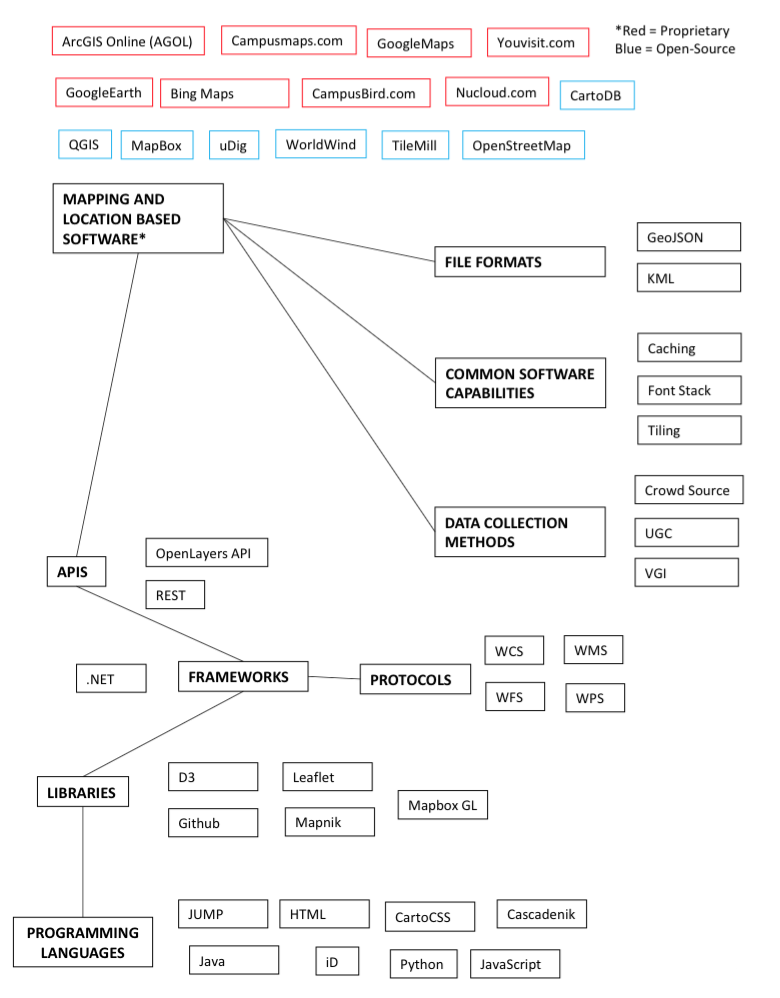 ArcGIS Online (AGOL)
Campusmaps.com
GoogleMaps
Youvisit.com
*Red = Proprietary
Blue = Open-Source
GoogleEarth
Bing Maps
CampusBird.com
Nucloud.com
CartoDB
QGIS
MapBox
uDig
WorldWind
TileMill
OpenStreetMap
MAPPING AND
LOCATION BASED
SOFTWARE*
FILE FORMATS
GeoJSON
KML
COMMON SOFTWARE
CAPABILITIES
Caching
Font Stack
Tiling
DATA COLLECTION
METHODS
Crowd Source
UGC
VGI
APIS
OpenLayers API
REST
.NET
FRAMEWORKS
PROTOCOLS
WCS
WMS
WFS
WPS
LIBRARIES
D3
Leaflet
Mapbox GL
Github
Mapnik
PROGRAMMING
LANGUAGES
JUMP
HTML
CartoCSS
Cascadenik
Java
iD
Python
JavaScript